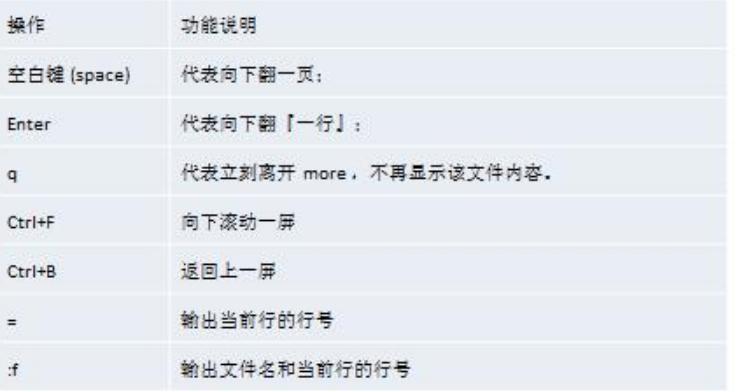 操作 功能说明
空白键 (space) 代表向下翻一页；
Enter 代表向下翻『一行』；
q 代表立刻离开 more，不再显示该文件内容。
Ctrl+F 向下滚动一屏
Ctrl+B 返回上一屏
= 输出当前行的行号
:f 输出文件名和当前行的行号